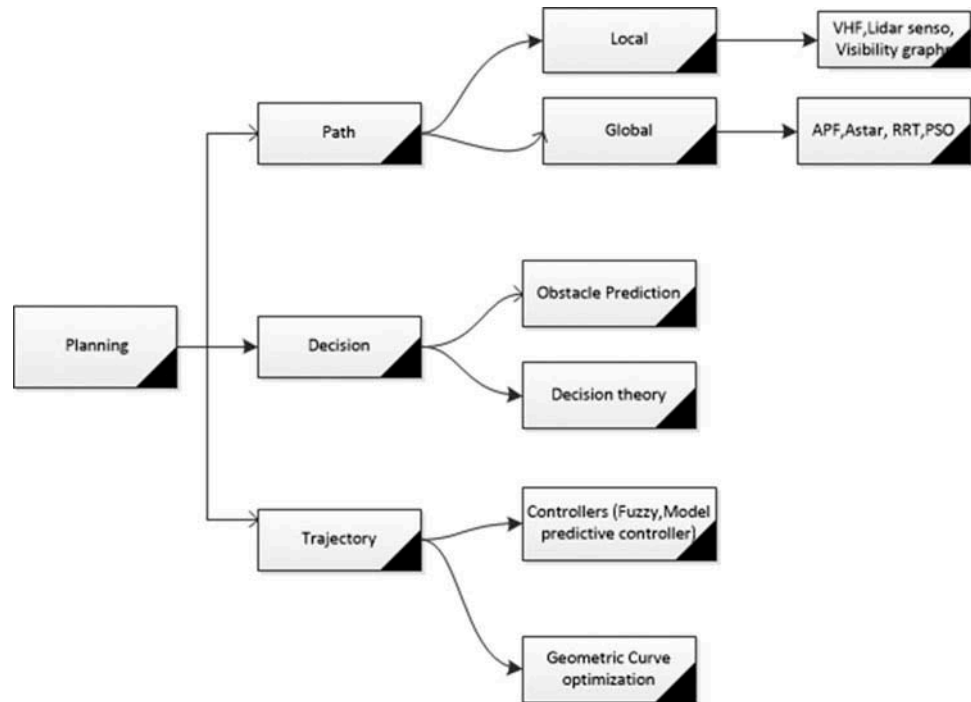 Local
VHF,Lidar senso,
Visibility graphs
Path
Global
APF,Astar, RRT,PSO
Obstacle Prediction
Planning
Decision
Decision theory
Controllers (Fuzzy,Model
predictive controller)
Trajectory
Geometric Curve
optimization